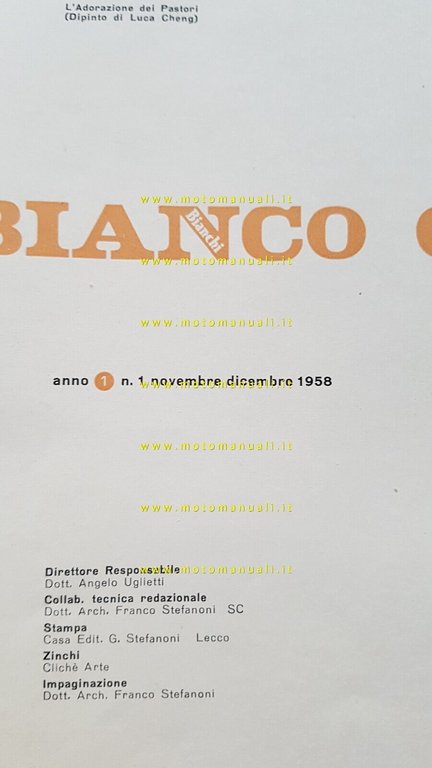 L'Adorazione dei Pastori
(Dipinto di Luca Cheng)
www.motomanuali.it
BIANCO
Bianchi
www.motomanuali.it
www.motomanuali.it
anno 1 n. 1 novembre dicembre 1958
www.motomanuali.it
www.motomanuali.it
www.motomanuali.it
Direttore Responsabile
www.motomanuali.it
Dott. Angelo Uglietti
Collab. tecnica redazionale
Dott. Arch. Franco Stefanoni SC
Stampa
Casa Edit. G. Stefanoni Lecco
Zinchi
Clichè Arte
Impaginazione
Dott. Arch. Franco Stefanoni